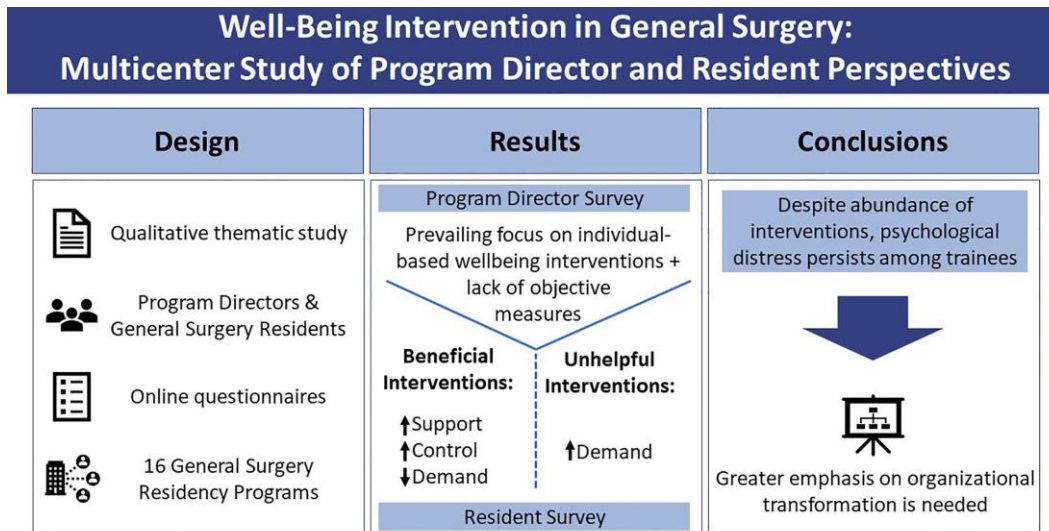 Well-Being Intervention in General Surgery:
Multicenter Study of Program Director and Resident Perspectives
Design
Qualitative thematic study
Program Directors &
General Surgery Residents
Online questionnaires
16 General Surgery
Residency Programs
Results
Program Director Survey
Prevailing focus on individual-
based wellbeing interventions +
lack of objective
measures
Beneficial
Interventions:
↑Support
↑Control
↓Demand
Unhelpful
Interventions:
↑Demand
Resident Survey
Conclusions
Despite abundance of
interventions, psychological
distress persists among trainees
Greater emphasis on organizational
transformation is needed